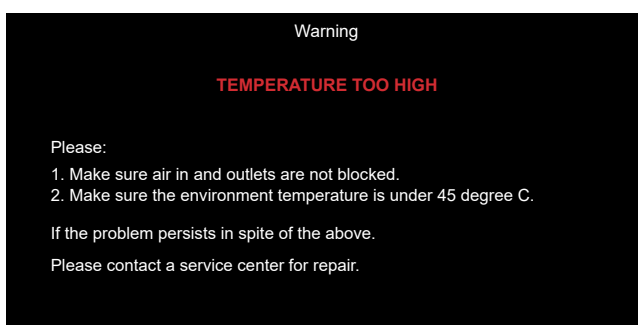 Warning
TEMPERATURE TOO HIGH
Please:
1. Make sure air in and outlets are not blocked.
2. Make sure the environment temperature is under 45 degree C.
If the problem persists in spite of the above.
Please contact a service center for repair.